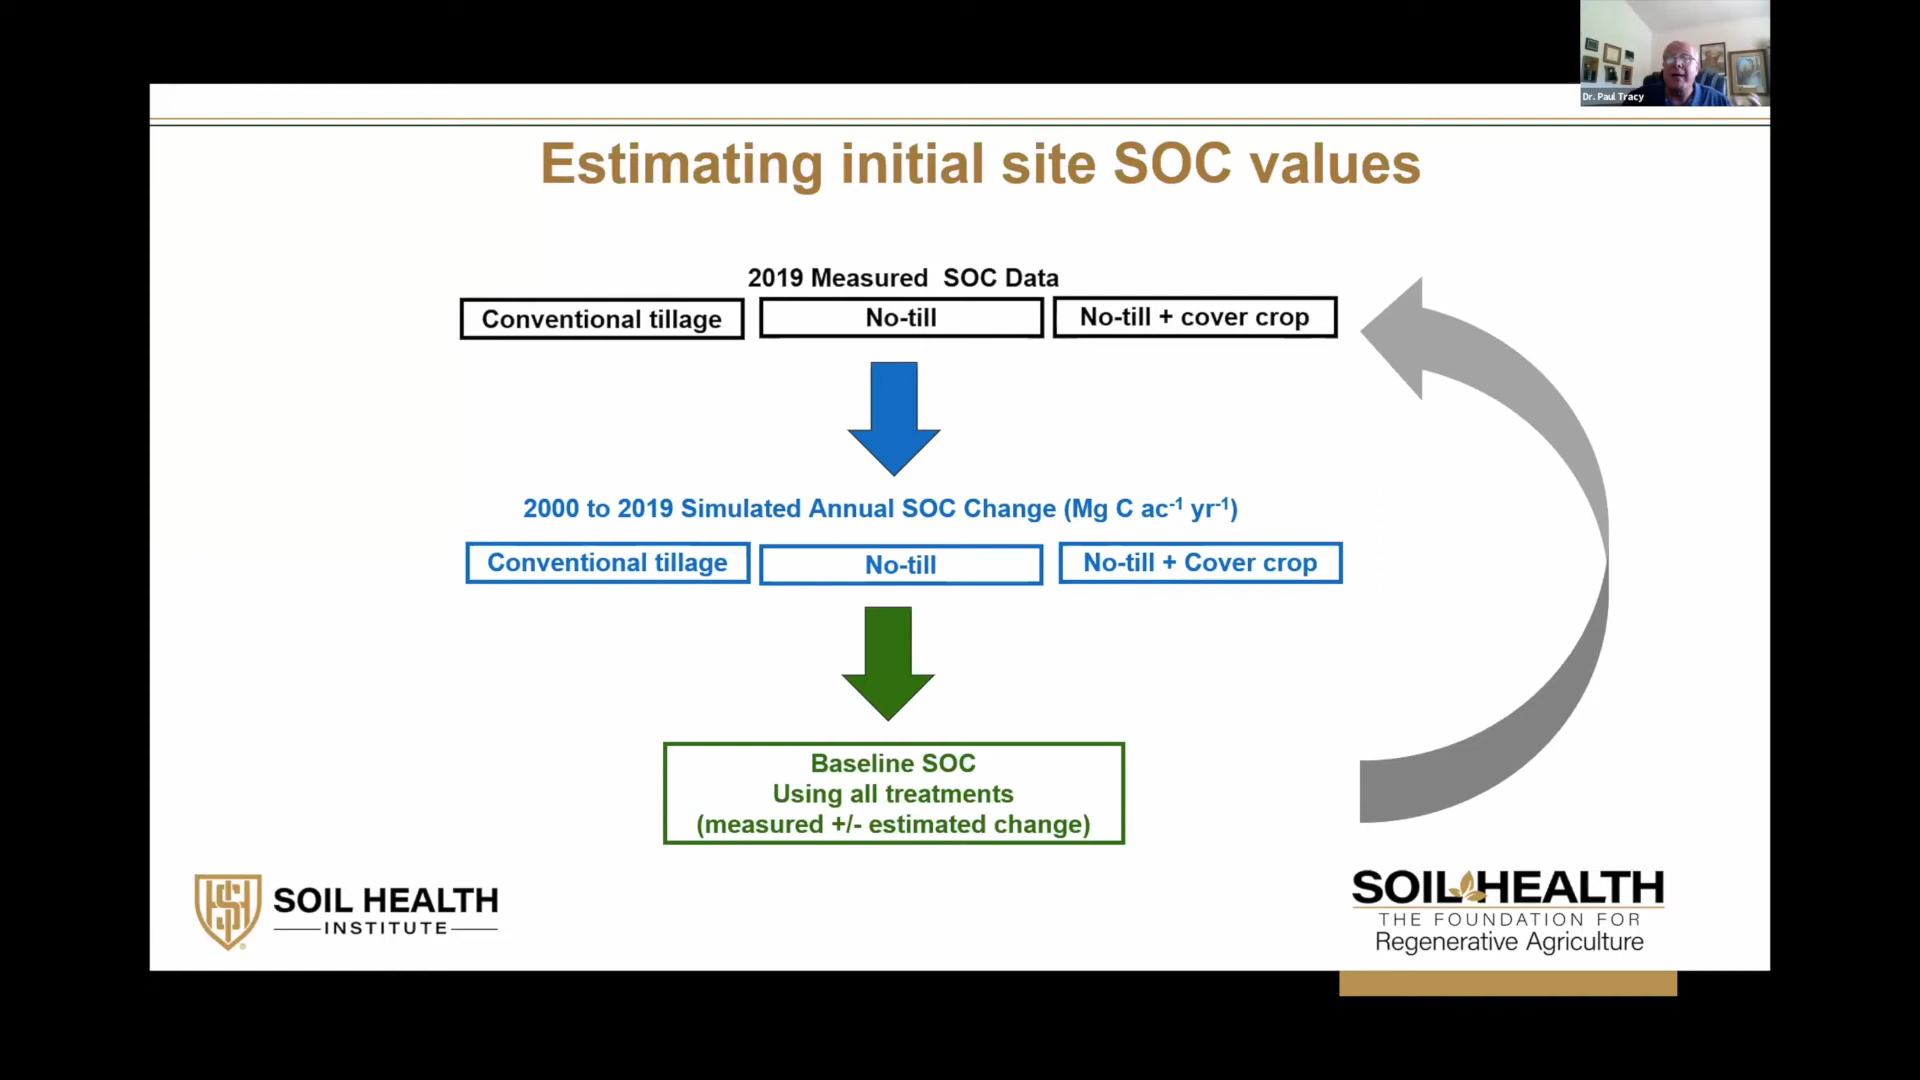 Dr. Paul Tracy
Estimating initial site SOC values
2019 Measured SOC Data
Conventional tillage
No-till
No-till + cover crop
2000 to 2019 Simulated Annual SOC Change (Mg C ac⁻¹ yr⁻¹)
Conventional tillage
No-till
No-till + Cover crop
Baseline SOC
Using all treatments
(measured +/- estimated change)
SOIL HEALTH
INSTITUTE
SOIL HEALTH
THE FOUNDATION FOR
Regenerative Agriculture